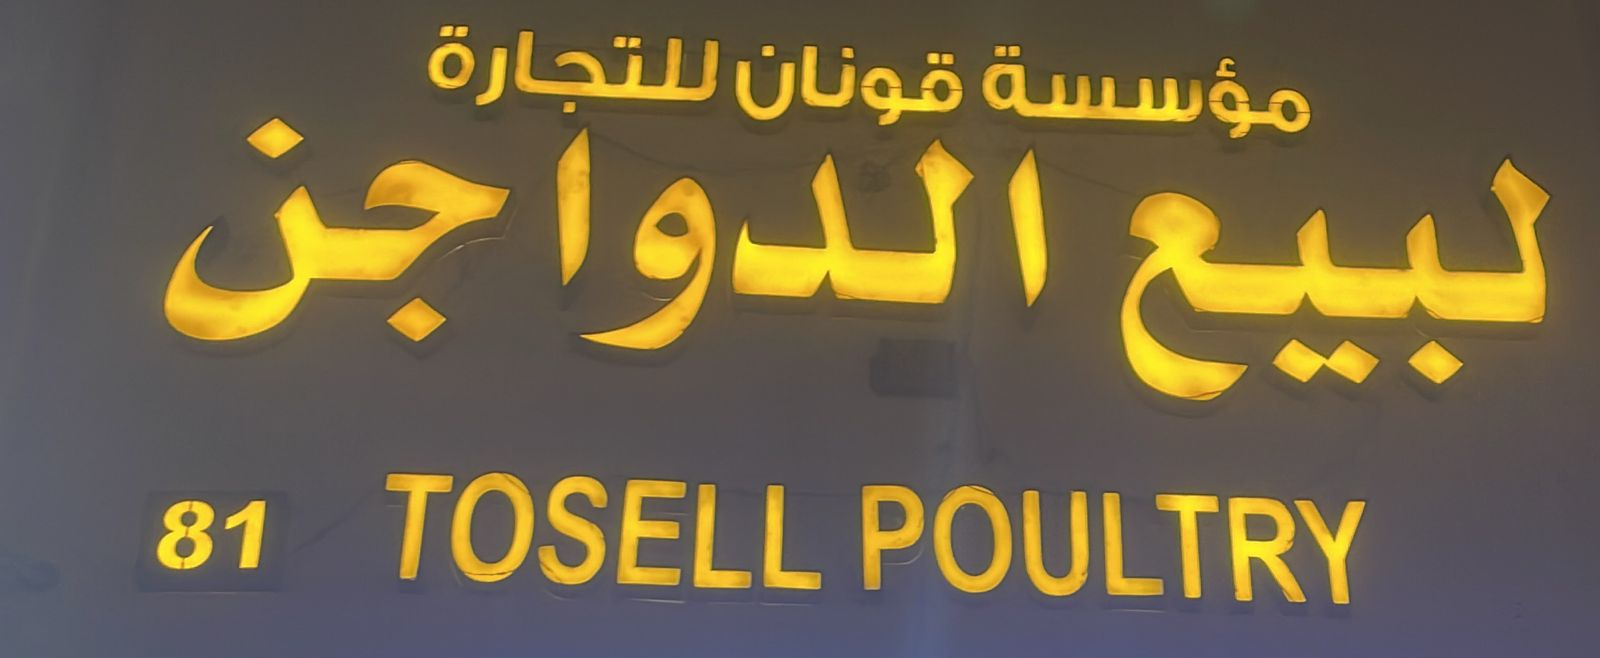 مؤسسة قونان للتجارة
لبيع الدواجن
81 TOSELL POULTRY